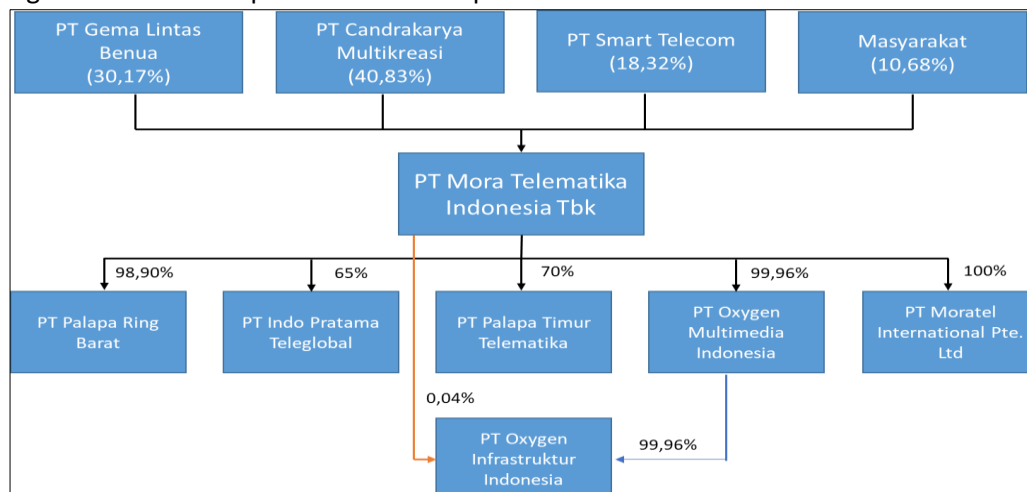 PT Gema Lintas
Benua
(30,17%)
PT Candrakarya
Multikreasi
(40,83%)
PT Smart Telecom
(18,32%)
Masyarakat
(10,68%)
PT Mora Telematika
Indonesia Tbk
98,90%
65%
70%
99,96%
100%
PT Palapa Ring
Barat
PT Indo Pratama
Teleglobal
PT Palapa Timur
Telematika
PT Oxygen
Multimedia
Indonesia
PT Moratel
International Pte.
Ltd
0,04%
PT Oxygen
Infrastruktur
Indonesia
99,96%